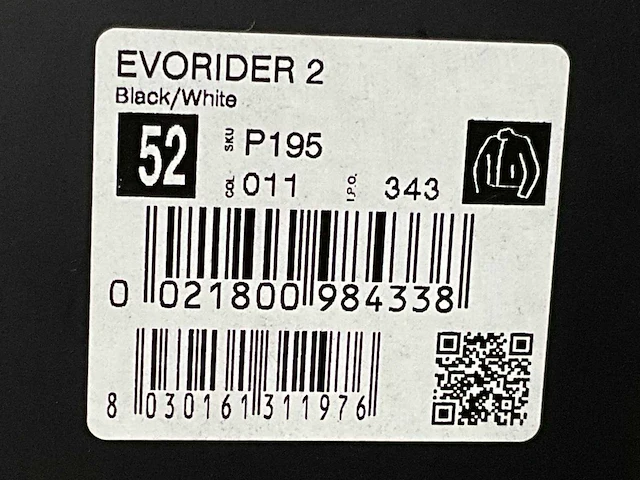 EVORIDER 2
Black/White
52
SKU P195
COL. 011 I.P.O. 343
0 021800 984338
8 030161 311976